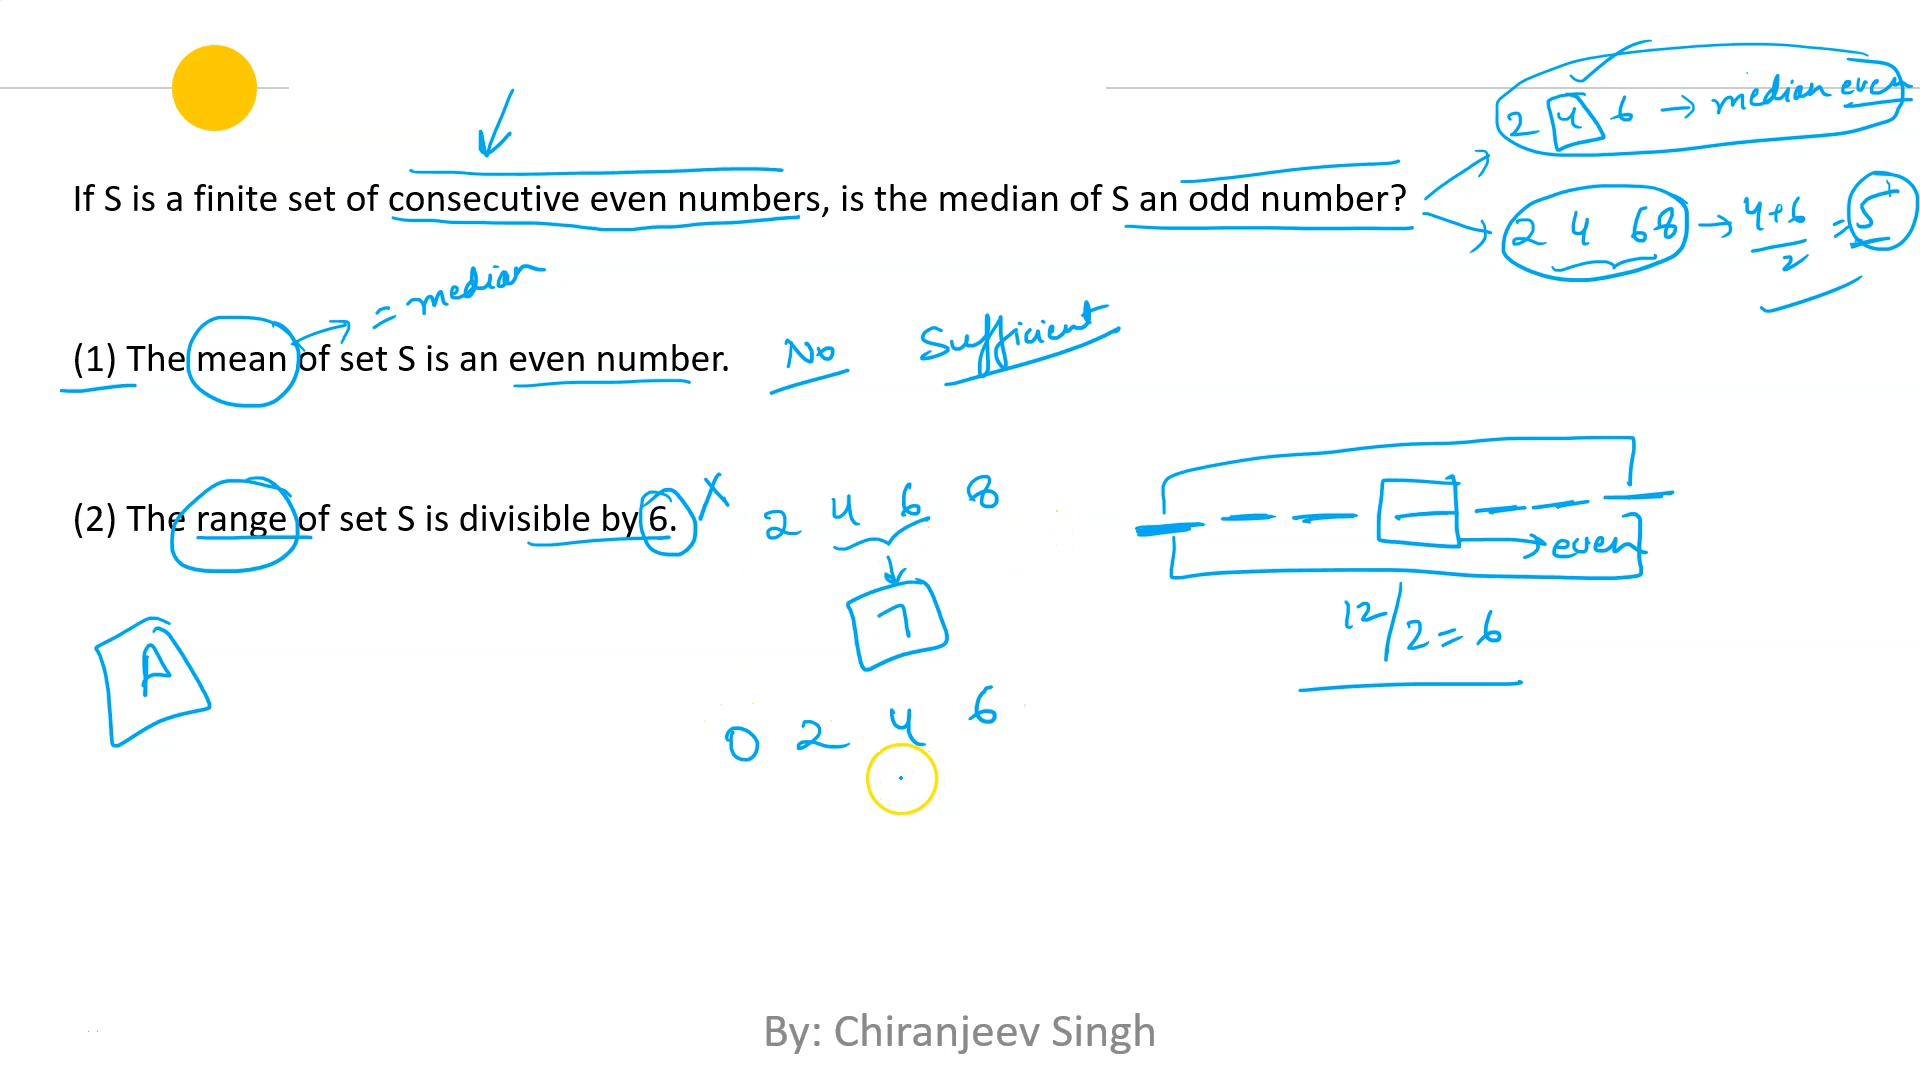 2 4 6 → median even
If S is a finite set of consecutive even numbers, is the median of S an odd number?
2 4 6 8 → 4+6/2 = 5
= median
(1) The mean of set S is an even number. No Sufficient
(2) The range of set S is divisible by 6. X 2 4 6 8
→ even
7
12/2 = 6
A
0 2 4 6
By: Chiranjeev Singh